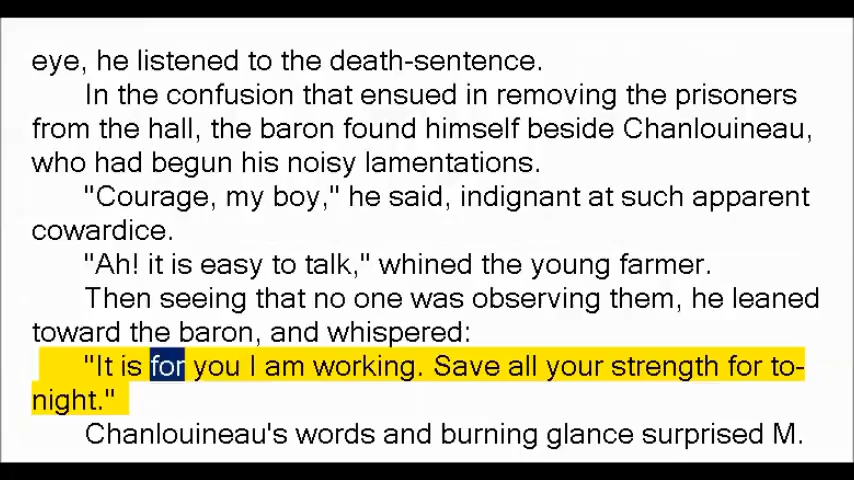 eye, he listened to the death-sentence.
In the confusion that ensued in removing the prisoners
from the hall, the baron found himself beside Chanlouineau,
who had begun his noisy lamentations.
"Courage, my boy," he said, indignant at such apparent
cowardice.
"Ah! it is easy to talk," whined the young farmer.
Then seeing that no one was observing them, he leaned
toward the baron, and whispered:
"It is for you I am working. Save all your strength for to-
night."
Chanlouineau's words and burning glance surprised M.